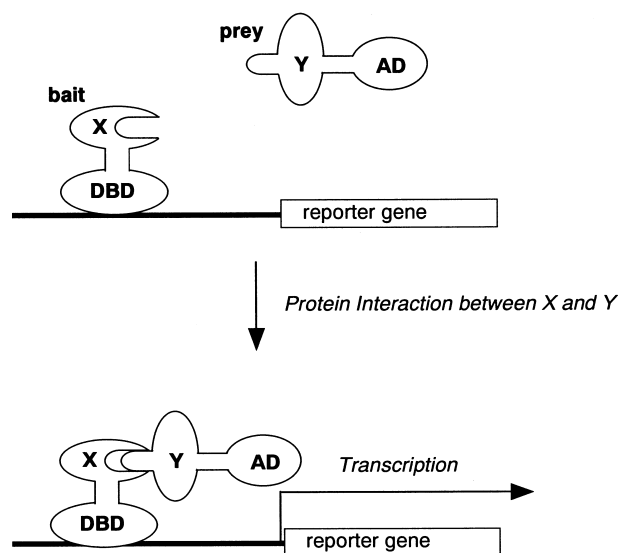 prey
Y
AD
bait
X
DBD
reporter gene
Protein Interaction between X and Y
X
Y
AD
Transcription
DBD
reporter gene